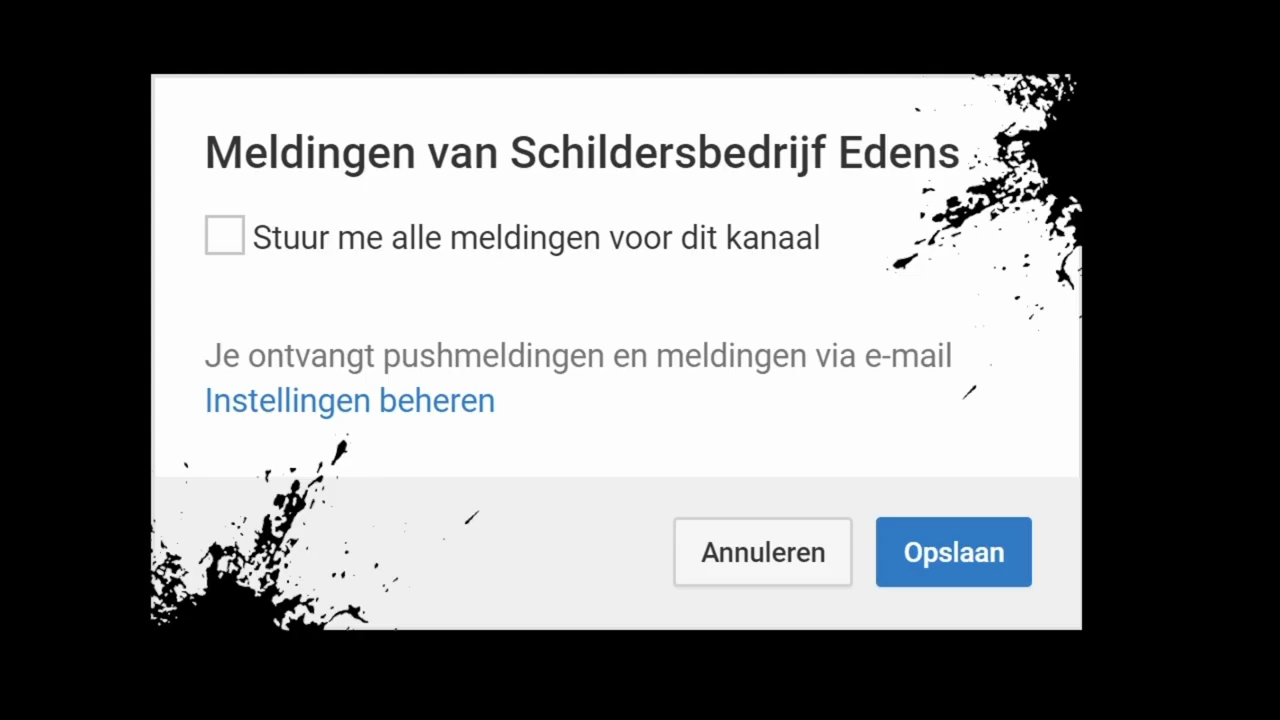 Meldingen van Schildersbedrijf Edens
Stuur me alle meldingen voor dit kanaal
Je ontvangt pushmeldingen en meldingen via e-mail
Instellingen beheren
Annuleren
Opslaan